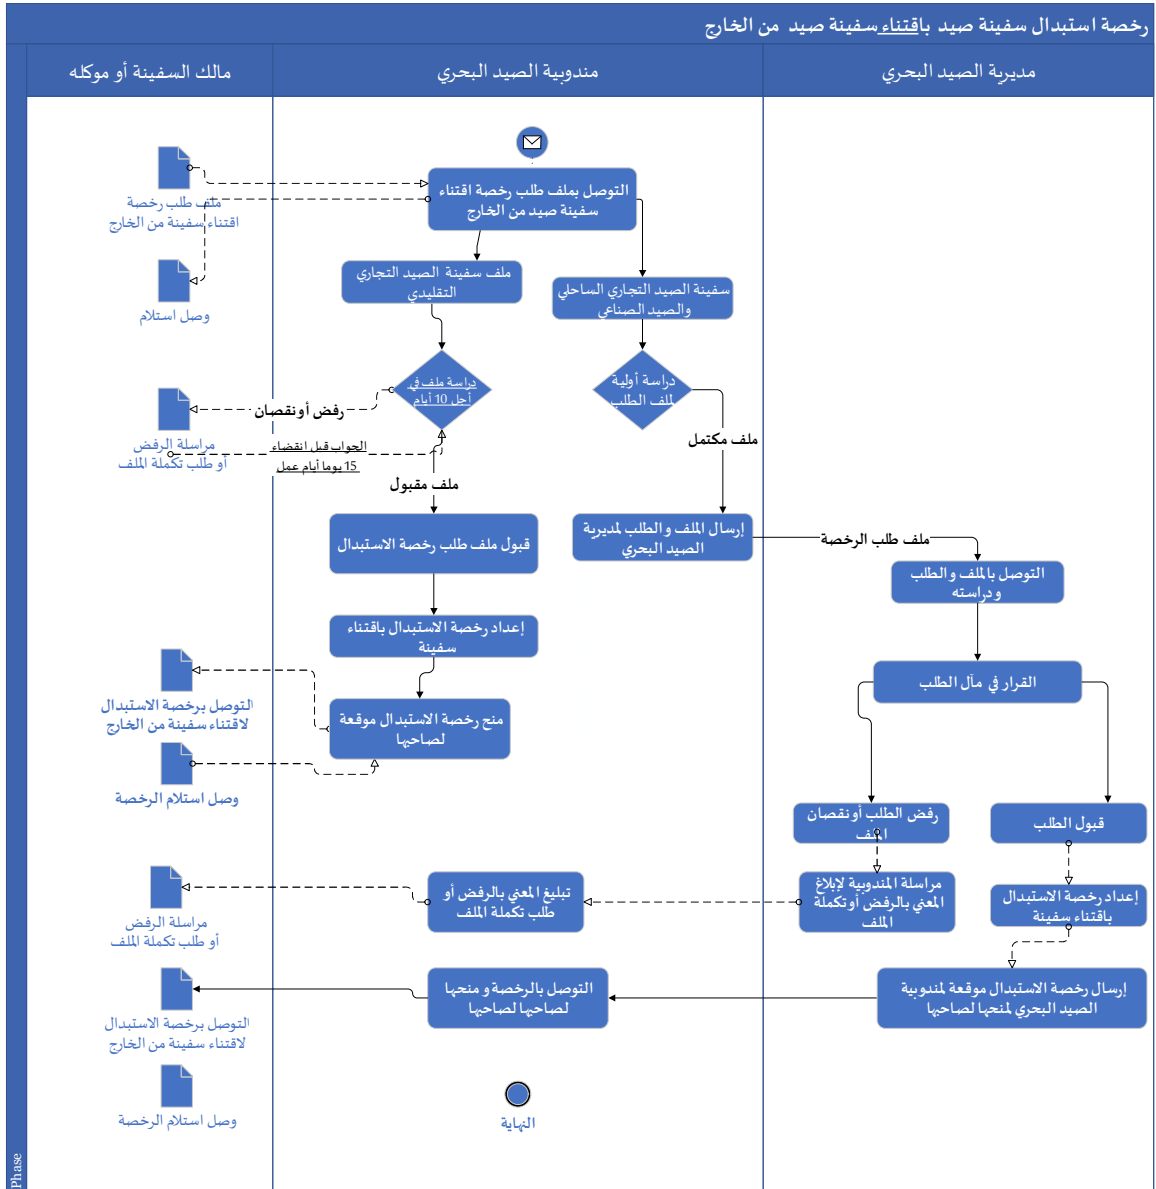 رخصة استبدال سفينة صيد باقتناء سفينة صيد من الخارج
مديرية الصيد البحري
مندوبية الصيد البحري
مالك السفينة أو موكله
التوصل بملف طلب رخصة اقتناء
سفينة صيد من الخارج
ملف طلب رخصة
اقتناء سفينة من الخارج
ملف سفينة الصيد التجاري
التقليدي
سفينة الصيد التجاري الساحلي
والصيد الصناعي
وصل استلام
دراسة أولية
لملف الطلب
دراسة ملف في
أجل 10 أيام
رفض أو نقصان
مراسلة الرفض
أو طلب تكملة الملف
الجواب قبل انقضاء
15 يوما أيام عمل
ملف مكتمل
ملف مقبول
إرسال الملف والطلب لمديرية
الصيد البحري
قبول ملف طلب رخصة الاستبدال
ملف طلب الرخصة
التوصل بالملف والطلب
ودراسته
إعداد رخصة الاستبدال باقتناء
سفينة
القرار في مآل الطلب
التوصل برخصة الاستبدال
لاقتناء سفينة من الخارج
منح رخصة الاستبدال موقعة
لصاحبها
وصل استلام الرخصة
قبول الطلب
رفض الطلب أو نقصان
الملف
إعداد رخصة الاستبدال
باقتناء سفينة
مراسلة المندوبية لإبلاغ
المعني بالرفض أو تكملة
الملف
تبليغ المعني بالرفض أو
طلب تكملة الملف
مراسلة الرفض
أو طلب تكملة الملف
إرسال رخصة الاستبدال موقعة لمندوبية
الصيد البحري لمنحها لصاحبها
التوصل بالرخصة و منحها
لصاحبها لصاحبها
التوصل برخصة الاستبدال
لاقتناء سفينة من الخارج
وصل استلام الرخصة
النهاية
Phase